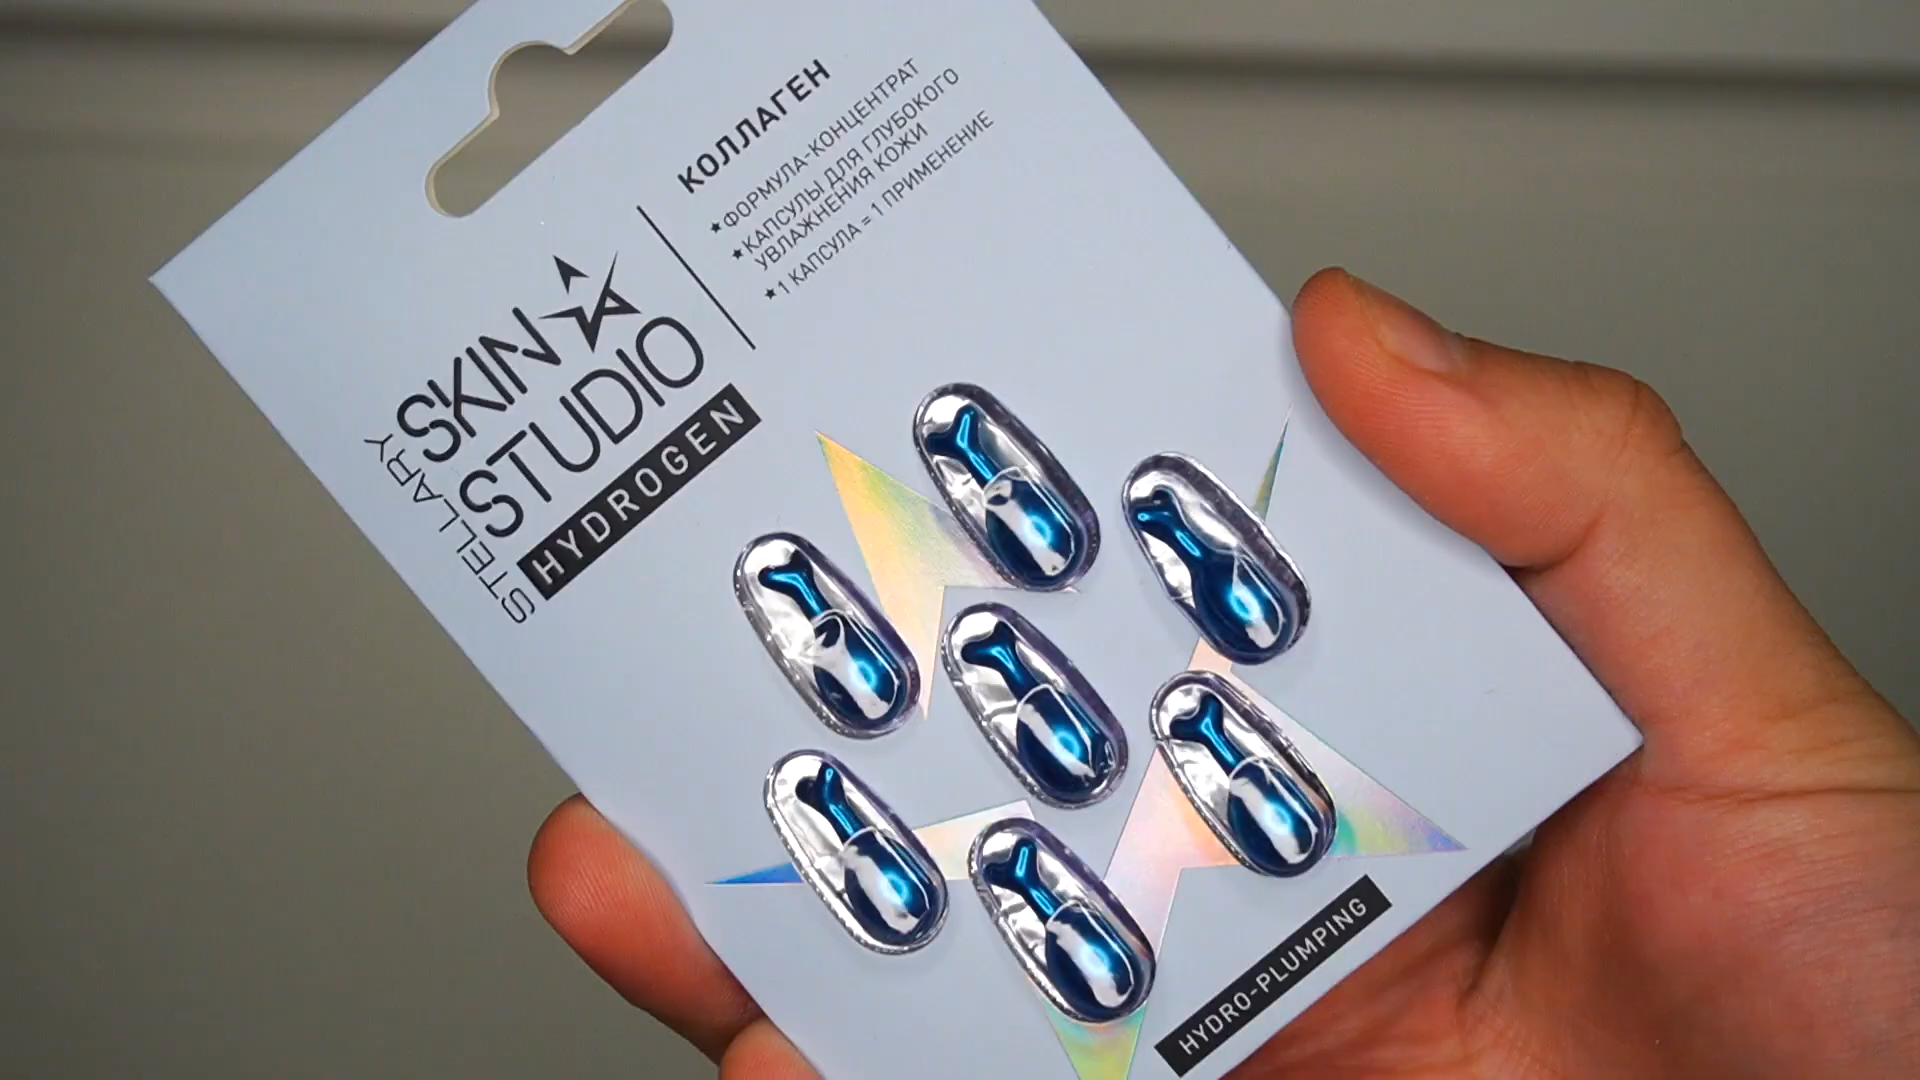 STELLARY
SKIN
STUDIO
HYDROGEN
КОЛЛАГЕН
★ФОРМУЛА-КОНЦЕНТРАТ
★КАПСУЛЫ ДЛЯ ГЛУБОКОГО
УВЛАЖНЕНИЯ КОЖИ
★1 КАПСУЛА = 1 ПРИМЕНЕНИЕ
HYDRO-PLUMPING